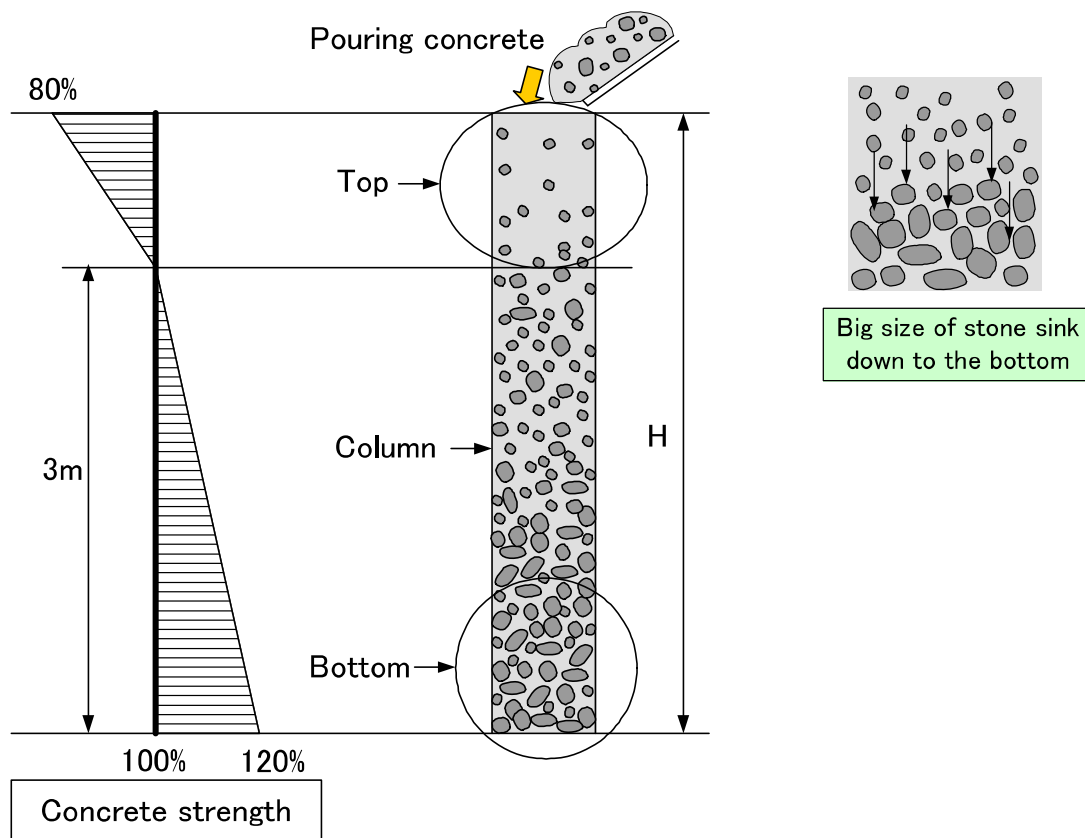 Pouring concrete
80%
Top
Big size of stone sink
down to the bottom
Column
H
3m
Bottom
100%
120%
Concrete strength